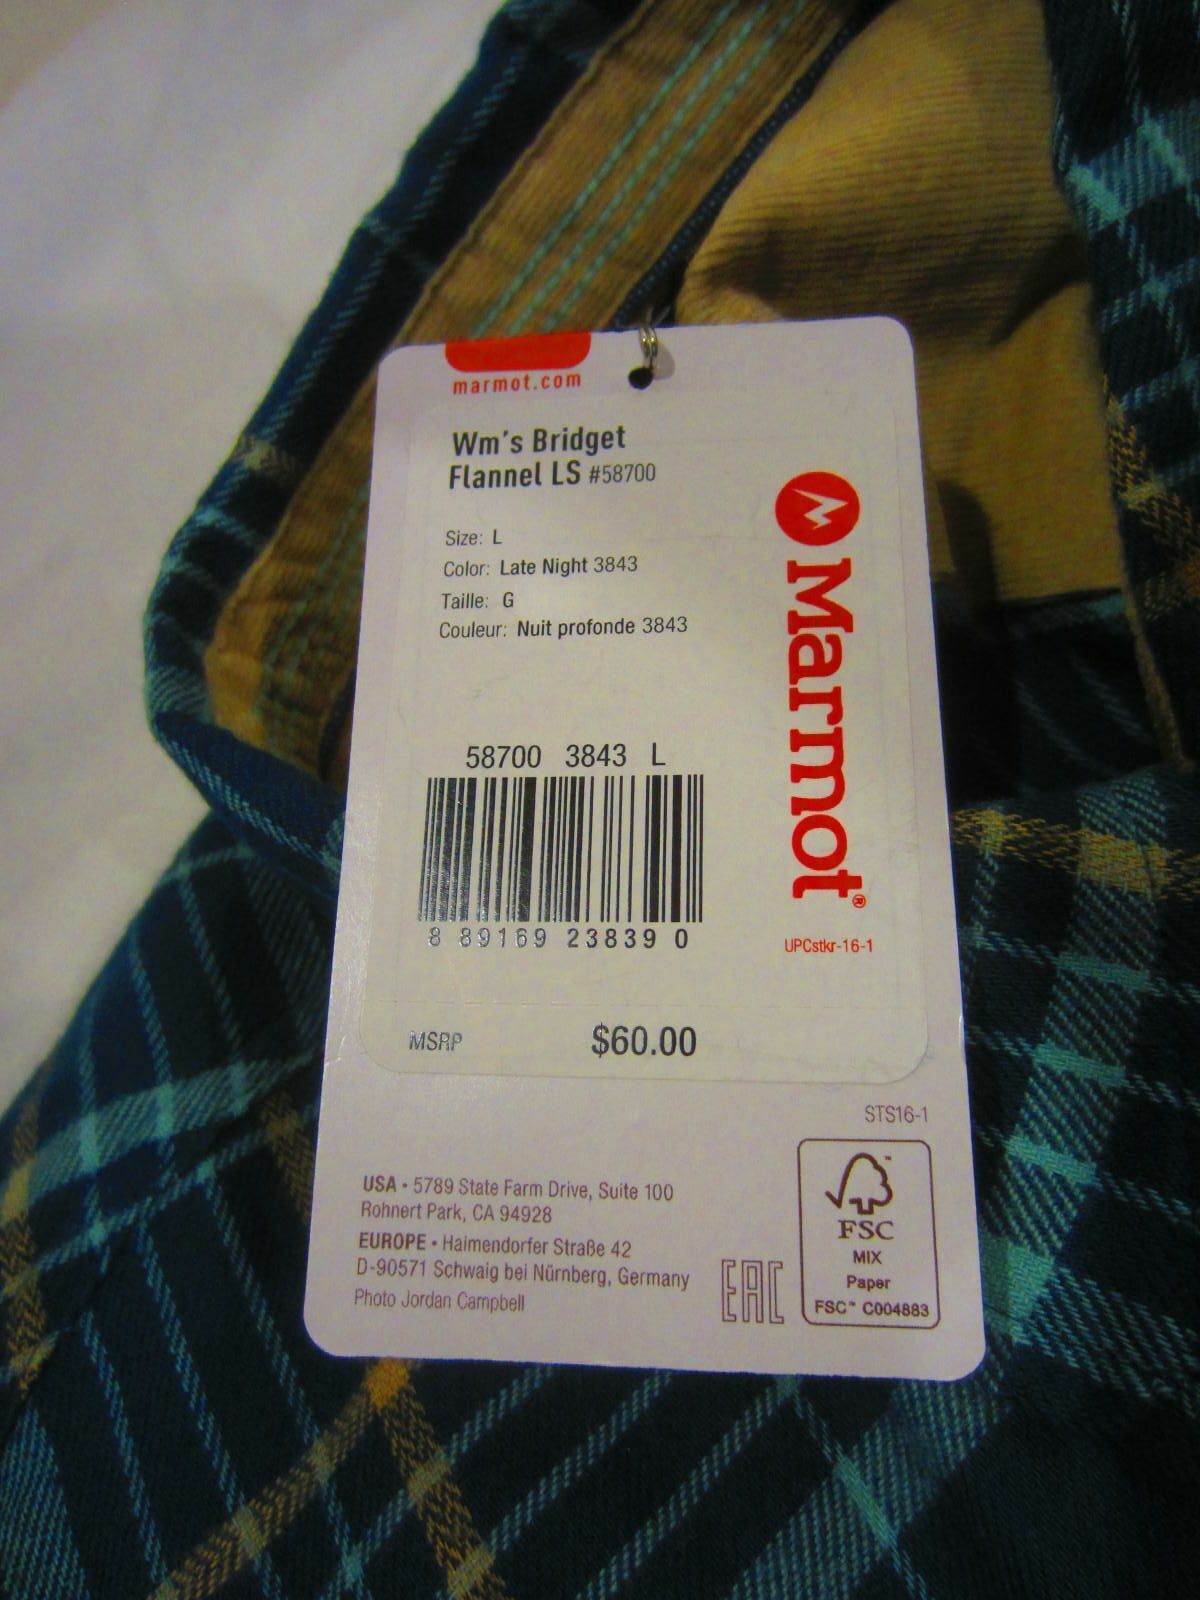 marmot.com
Wm's Bridget
Flannel LS #58700
Size: L
Color: Late Night 3843
Taille: G
Couleur: Nuit profonde 3843
58700 3843 L
8 89169 23839 0
MSRP $60.00
Marmot®
UPCstkr-16-1
STS16-1
USA • 5789 State Farm Drive, Suite 100
Rohnert Park, CA 94928
EUROPE • Haimendorfer Straße 42
D-90571 Schwaig bei Nürnberg, Germany
Photo Jordan Campbell
EAC
FSC™
MIX
Paper
FSC™ C004883